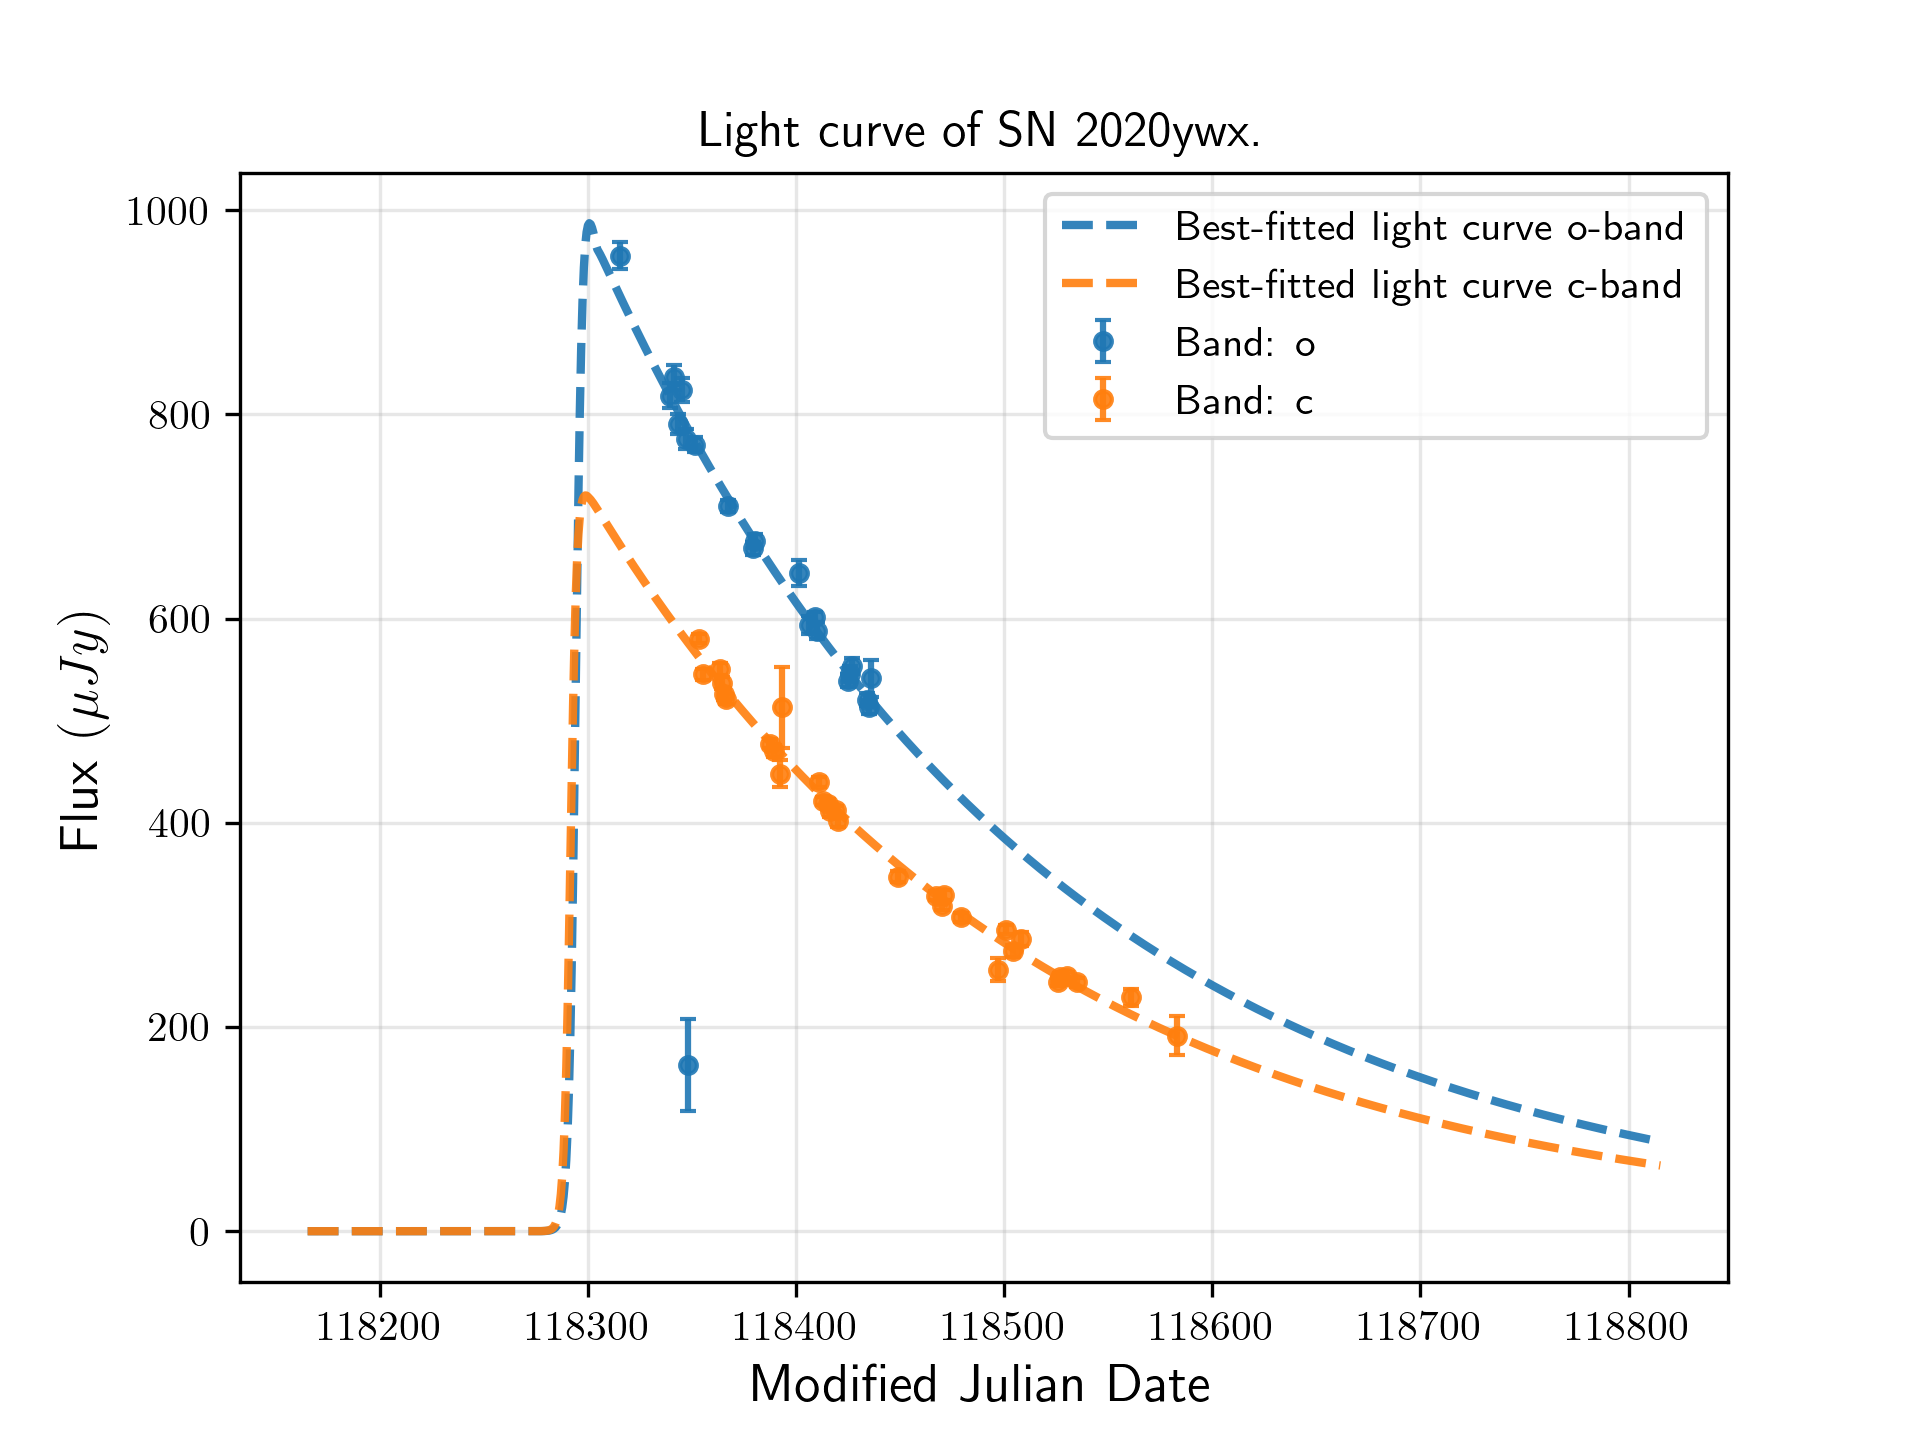 Light curve of SN 2020ywx.
Best-fitted light curve o-band
Best-fitted light curve c-band
Band: o
Band: c
Flux (μJy)
1000
800
600
400
200
0
118200 118300 118400 118500 118600 118700 118800
Modified Julian Date